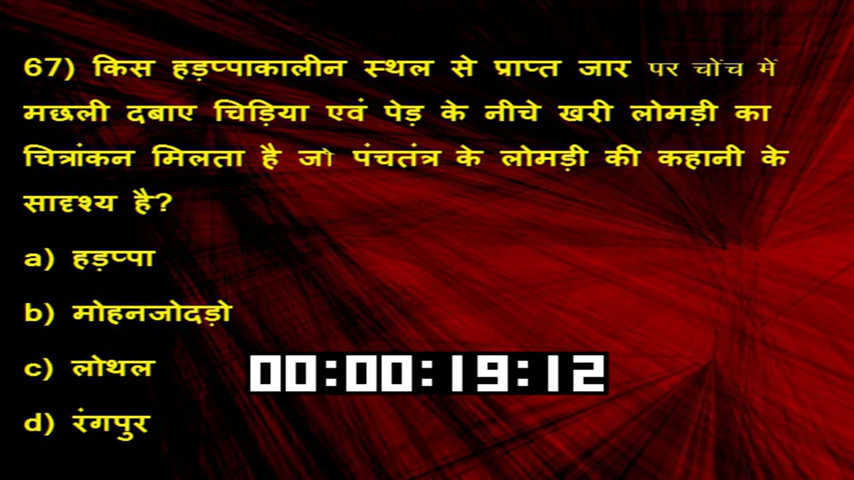 67) किस हड़प्पाकालीन स्थल से प्राप्त जार पर चोंच में
मछली दबाए चिड़िया एवं पेड़ के नीचे खरी लोमड़ी का
चित्रांकन मिलता है जो पंचतंत्र के लोमड़ी की कहानी के
सादृश्य है?
a) हड़प्पा
b) मोहनजोदड़ो
c) लोथल
d) रंगपुर
00:00:19:12